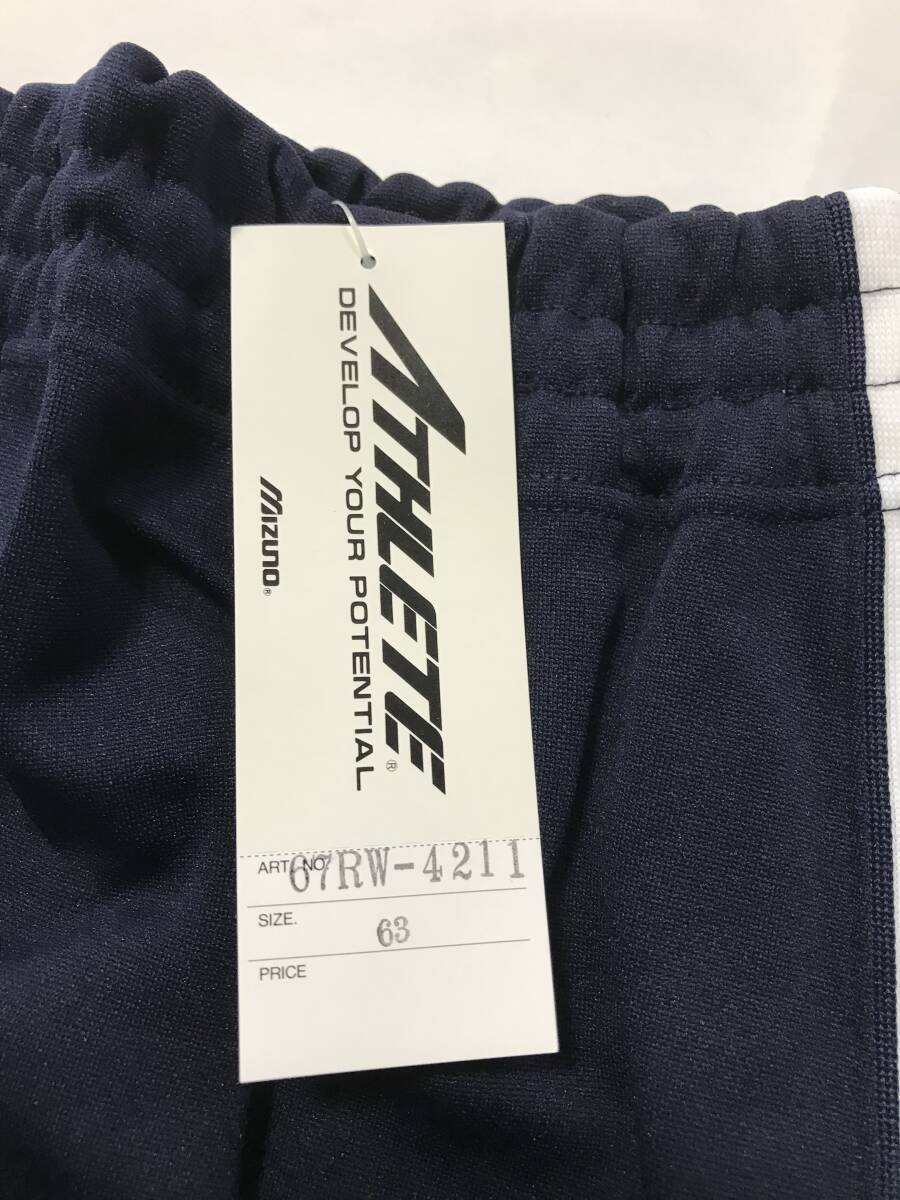 ATHLETE®
DEVELOP YOUR POTENTIAL
Mizuno®
ART. NO. 67RW-4211
SIZE. 63
PRICE